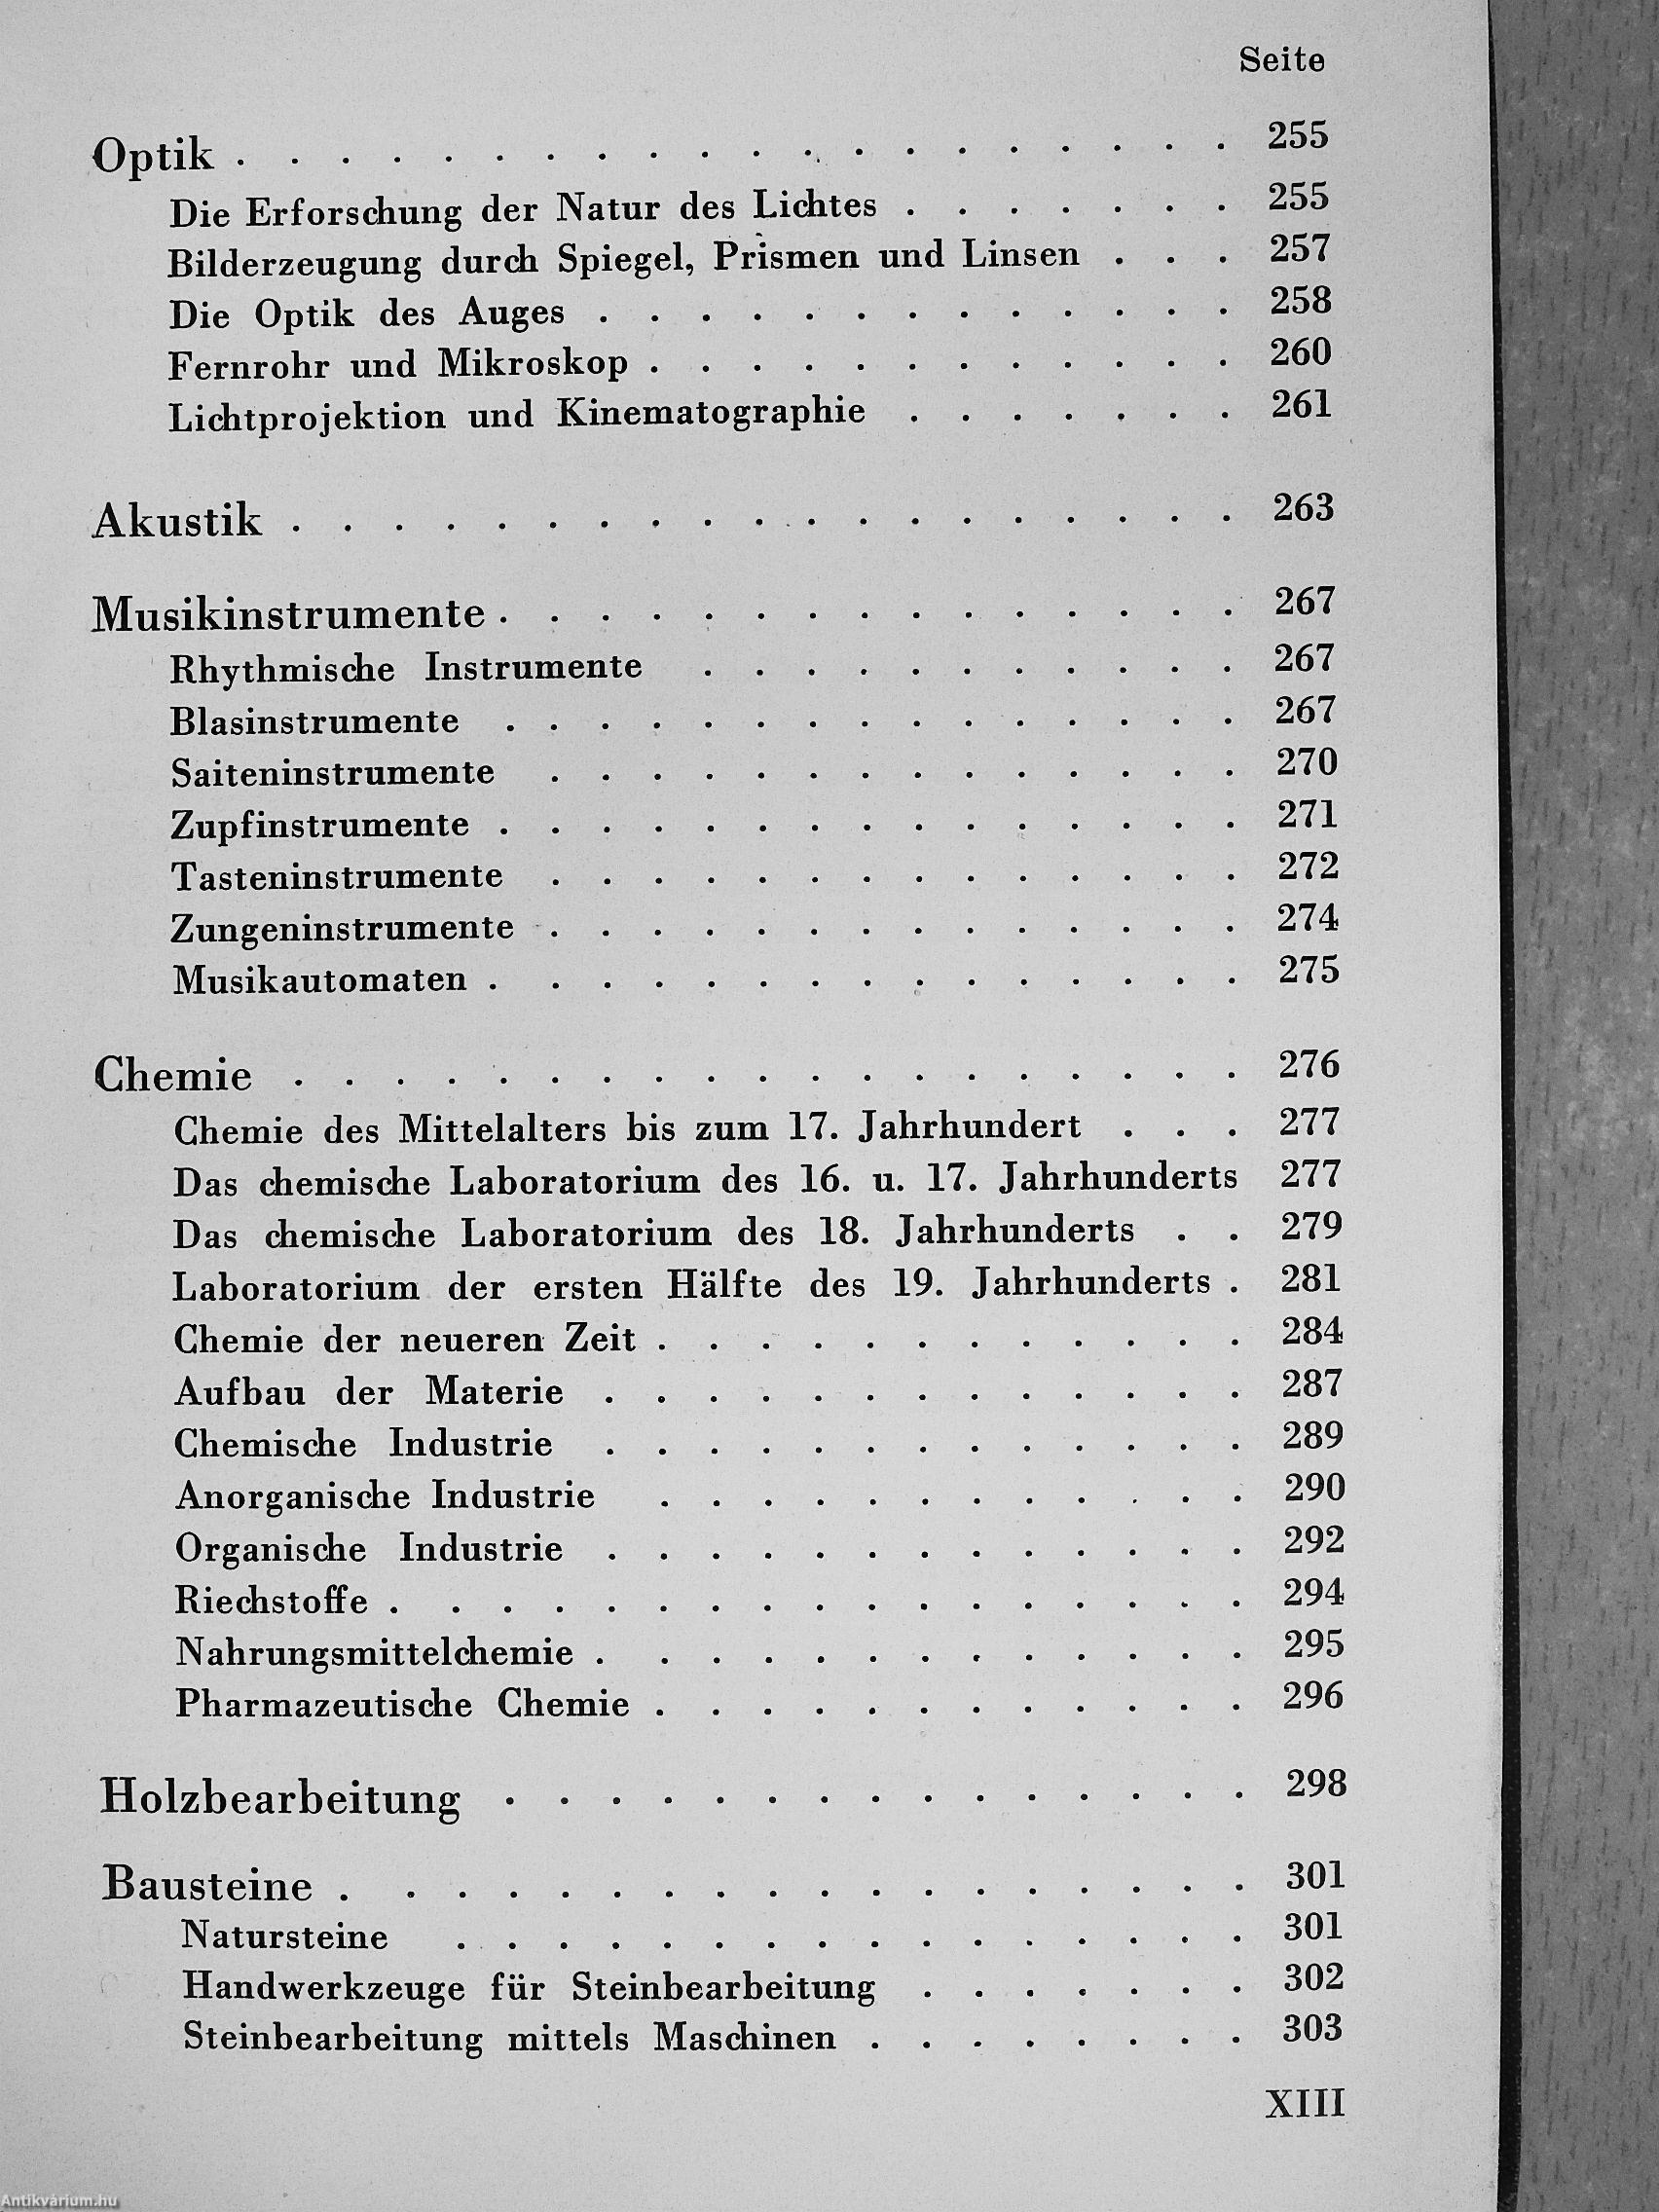 Seite
Optik . . . . . . . . . . . . . . . . . . . . 255
Die Erforschung der Natur des Lichtes . . . . . . . 255
Bilderzeugung durch Spiegel, Prismen und Linsen . . . 257
Die Optik des Auges . . . . . . . . . . . . . 258
Fernrohr und Mikroskop . . . . . . . . . . . . 260
Lichtprojektion und Kinematographie . . . . . . . 261
Akustik . . . . . . . . . . . . . . . . . . . 263
Musikinstrumente . . . . . . . . . . . . . . . 267
Rhythmische Instrumente . . . . . . . . . . . 267
Blasinstrumente . . . . . . . . . . . . . . . 267
Saiteninstrumente . . . . . . . . . . . . . . 270
Zupfinstrumente . . . . . . . . . . . . . . . 271
Tasteninstrumente . . . . . . . . . . . . . . 272
Zungeninstrumente . . . . . . . . . . . . . . 274
Musikautomaten . . . . . . . . . . . . . . . 275
Chemie . . . . . . . . . . . . . . . . . . . 276
Chemie des Mittelalters bis zum 17. Jahrhundert . . . 277
Das chemische Laboratorium des 16. u. 17. Jahrhunderts 277
Das chemische Laboratorium des 18. Jahrhunderts . . 279
Laboratorium der ersten Hälfte des 19. Jahrhunderts . 281
Chemie der neueren Zeit . . . . . . . . . . . . 284
Aufbau der Materie . . . . . . . . . . . . . 287
Chemische Industrie . . . . . . . . . . . . . 289
Anorganische Industrie . . . . . . . . . . . . 290
Organische Industrie . . . . . . . . . . . . . 292
Riechstoffe . . . . . . . . . . . . . . . . . 294
Nahrungsmittelchemie . . . . . . . . . . . . . 295
Pharmazeutische Chemie . . . . . . . . . . . . 296
Holzbearbeitung . . . . . . . . . . . . . . . 298
Bausteine . . . . . . . . . . . . . . . . . . 301
Natursteine . . . . . . . . . . . . . . . . 301
Handwerkzeuge für Steinbearbeitung . . . . . . . 302
Steinbearbeitung mittels Maschinen . . . . . . . . 303
XIII
Antikvárium.hu